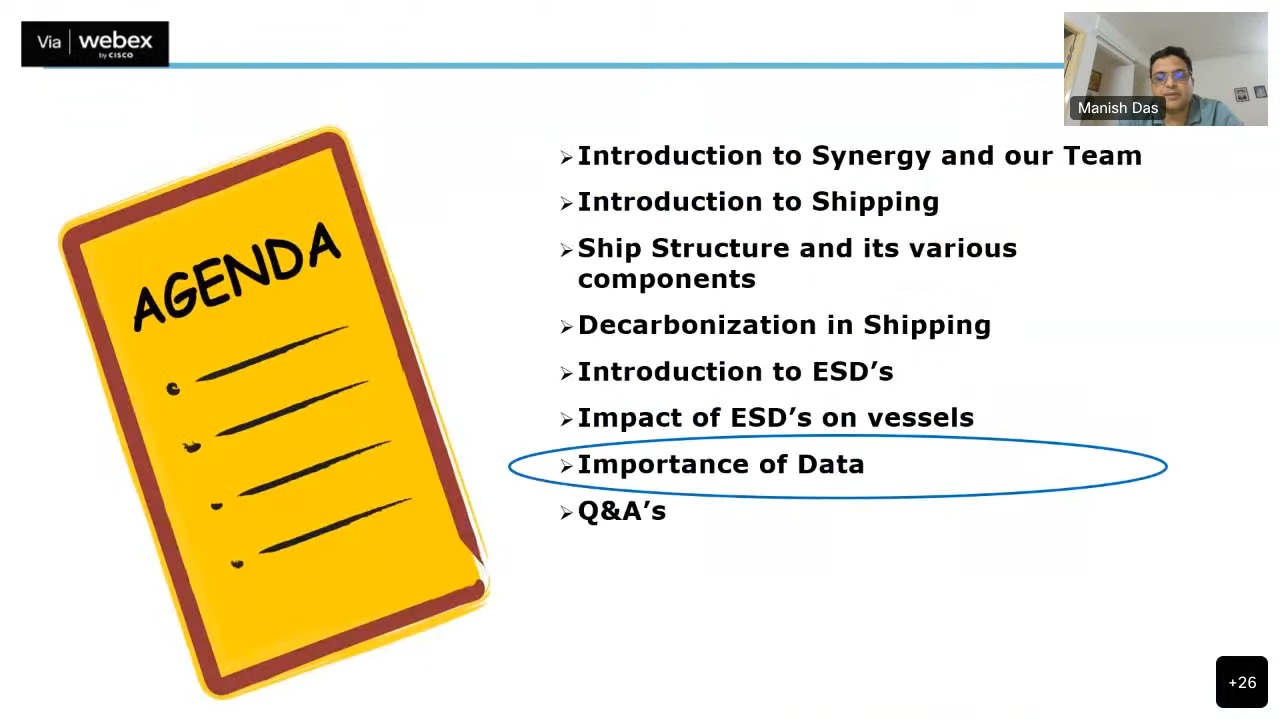 Via webex
by CISCO
Manish Das
AGENDA
Introduction to Synergy and our Team
Introduction to Shipping
Ship Structure and its various
components
Decarbonization in Shipping
Introduction to ESD’s
Impact of ESD’s on vessels
Importance of Data
Q&A’s
+26